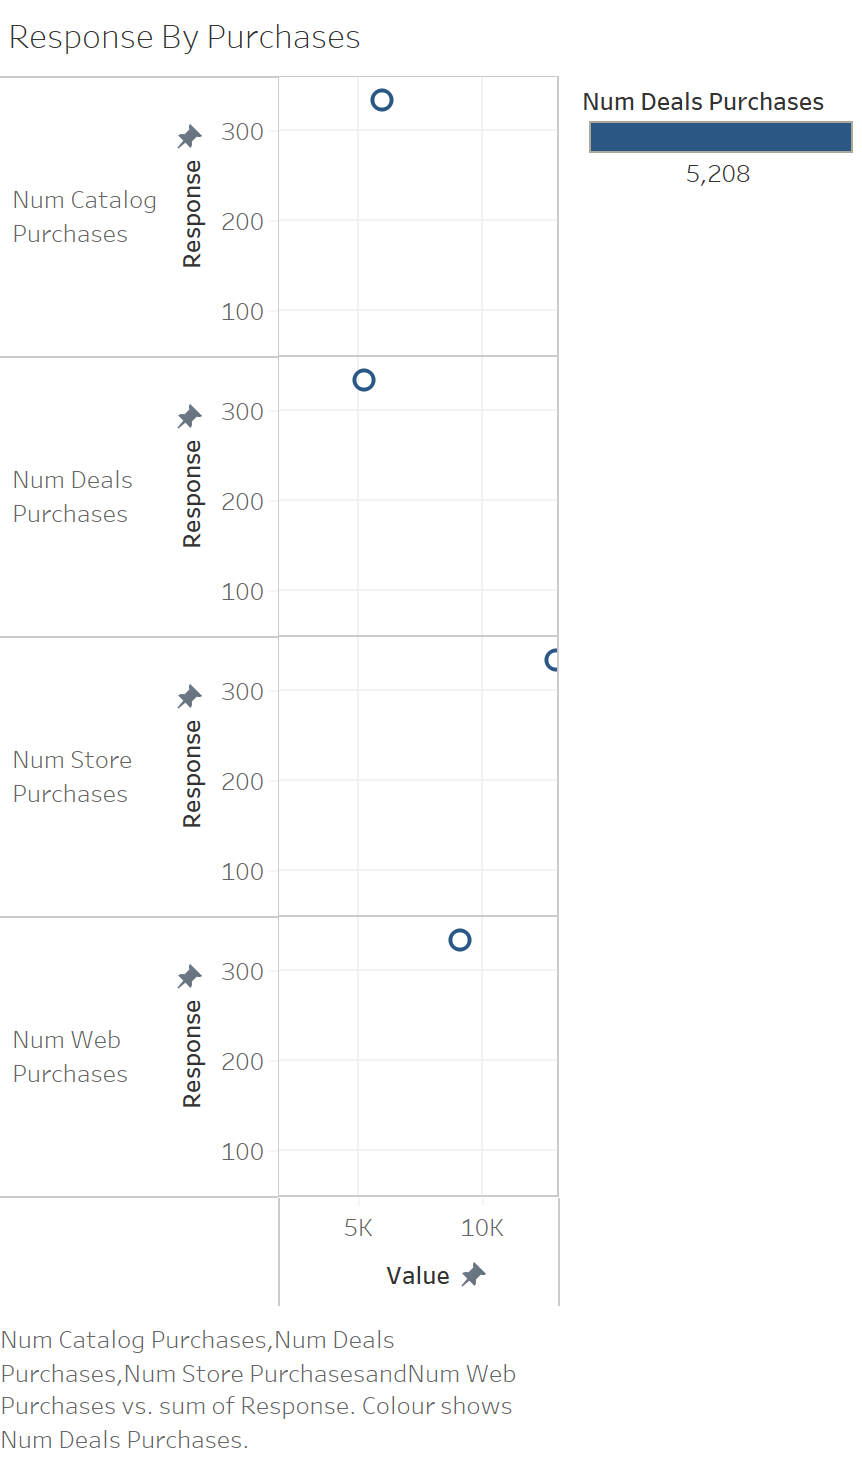 Response By Purchases
Num Deals Purchases
5,208
Num Catalog
Purchases
Response
300
200
100
Num Deals
Purchases
Response
300
200
100
Num Store
Purchases
Response
300
200
100
Num Web
Purchases
Response
300
200
100
5K 10K
Value
Num Catalog Purchases,Num Deals
Purchases,Num Store PurchasesandNum Web
Purchases vs. sum of Response. Colour shows
Num Deals Purchases.